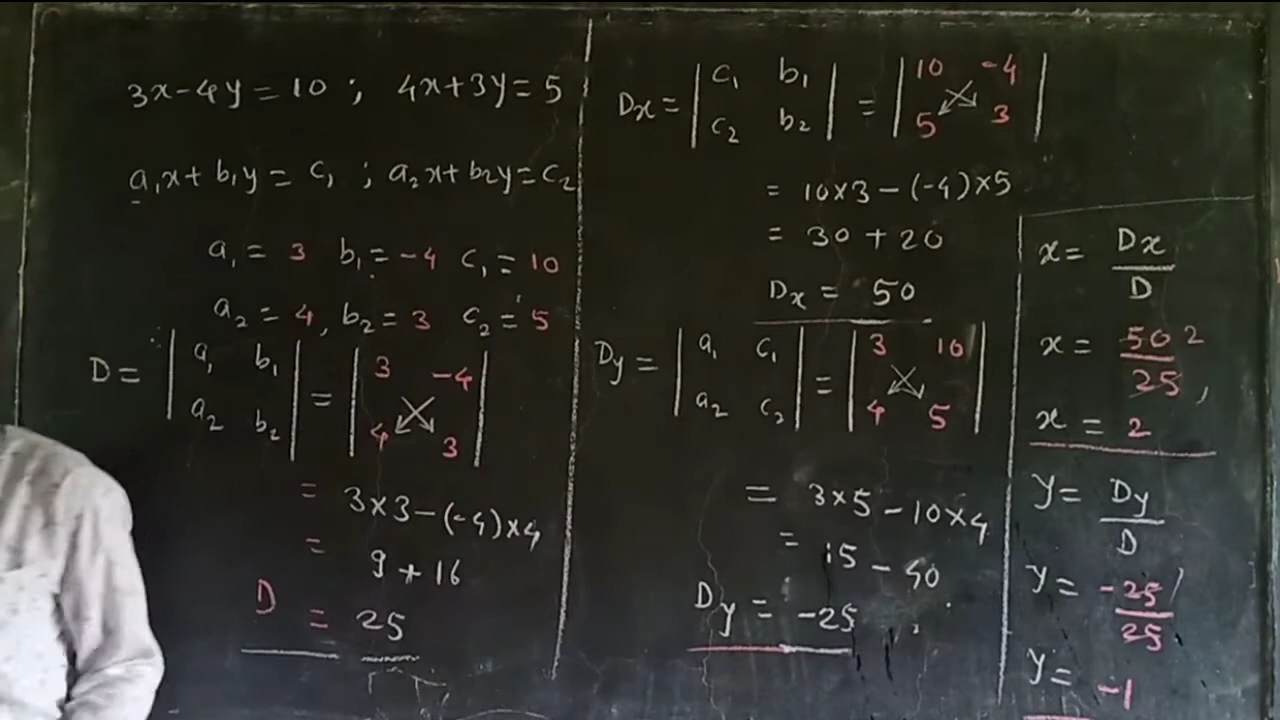 3x-4y=10 ; 4x+3y=5
a₁x+b₁y=c₁ ; a₂x+b₂y=c₂
a₁=3 b₁=-4 c₁=10
a₂=4, b₂=3 c₂=5
D= | a₁ b₁ | = | 3 -4 |
| a₂ b₂ | | 4 3 |
= 3×3-(-4)×4
= 9+16
D = 25
Dx= | c₁ b₁ | = | 10 -4 |
| c₂ b₂ | | 5 3 |
= 10×3-(-4)×5
= 30+20
Dx = 50
Dy= | a₁ c₁ | = | 3 10 |
| a₂ c₂ | | 4 5 |
= 3×5-10×4
= 15-40
Dy = -25
x= Dx
D
x= 50 2
25,
x = 2
y= Dy
D
y= -25
25
y= -1